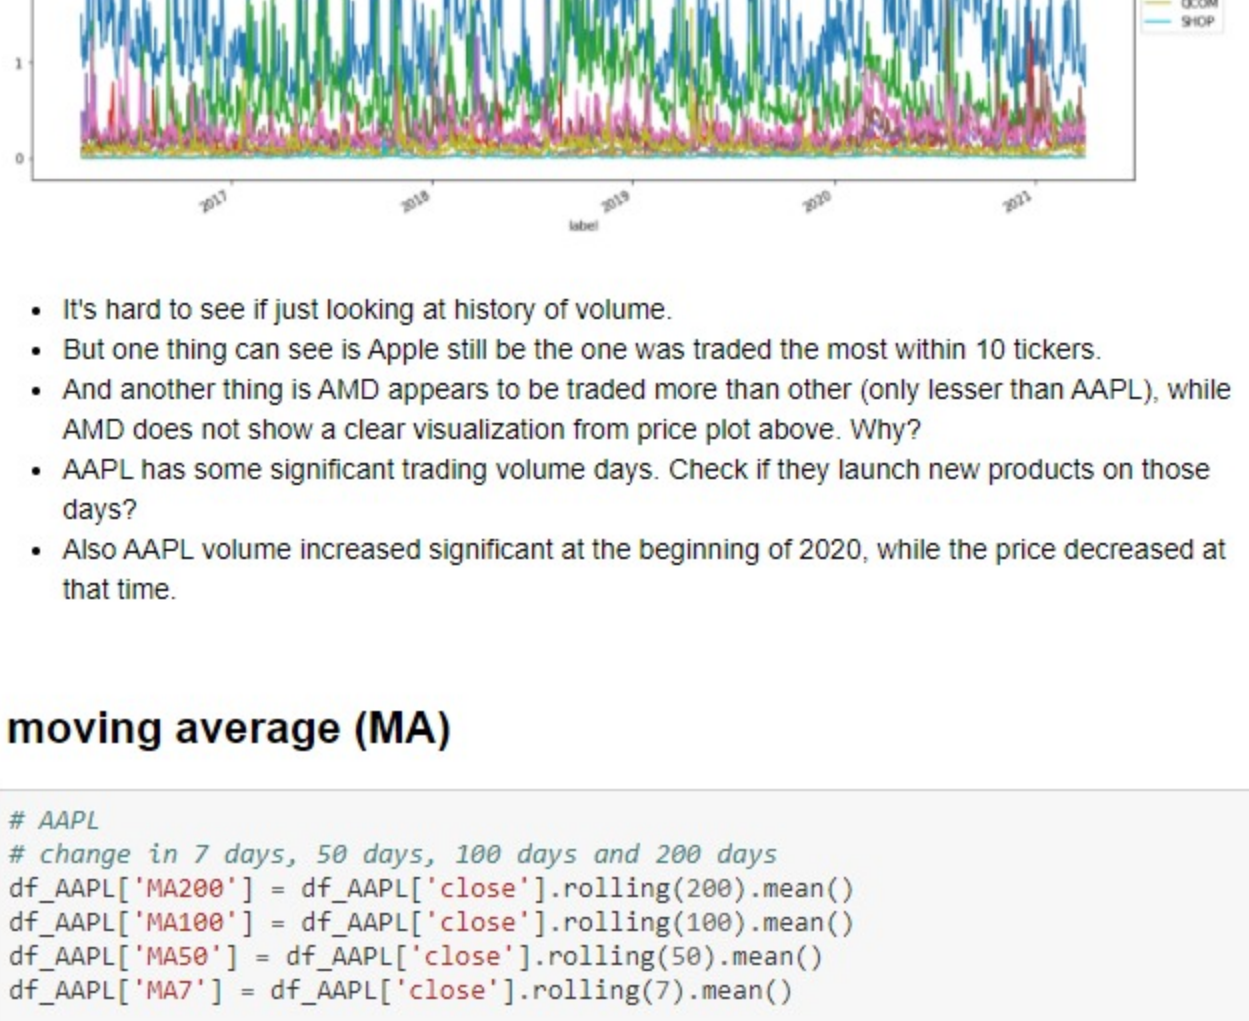 QCOM
SHOP
1
0
2017
2018
2019
2020
2021
label
It's hard to see if just looking at history of volume.
But one thing can see is Apple still be the one was traded the most within 10 tickers.
And another thing is AMD appears to be traded more than other (only lesser than AAPL), while
AMD does not show a clear visualization from price plot above. Why?
AAPL has some significant trading volume days. Check if they launch new products on those
days?
Also AAPL volume increased significant at the beginning of 2020, while the price decreased at
that time.
moving average (MA)
# AAPL
# change in 7 days, 50 days, 100 days and 200 days
df_AAPL['MA200'] = df_AAPL['close'].rolling(200).mean()
df_AAPL['MA100'] = df_AAPL['close'].rolling(100).mean()
df_AAPL['MA50'] = df_AAPL['close'].rolling(50).mean()
df_AAPL['MA7'] = df_AAPL['close'].rolling(7).mean()